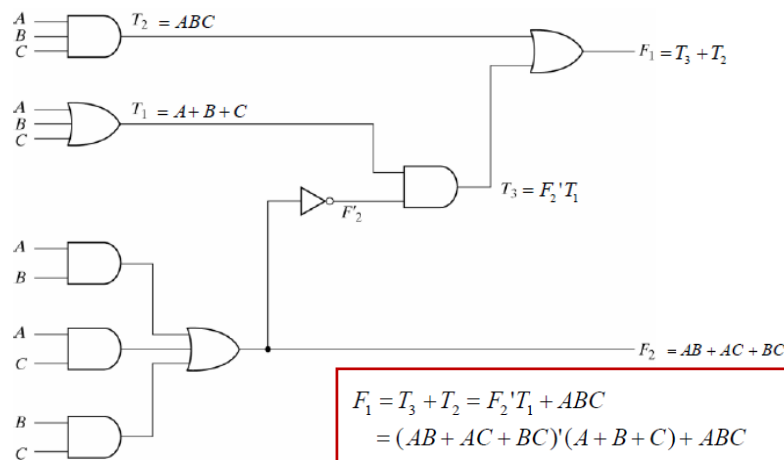 A
B
C
T₂ = ABC
F₁ = T₃ + T₂
A
B
C
T₁ = A + B + C
T₃ = F₂'T₁
F'₂
A
B
A
C
F₂ = AB + AC + BC
B
C
F₁ = T₃ + T₂ = F₂'T₁ + ABC
= (AB + AC + BC)'(A + B + C) + ABC